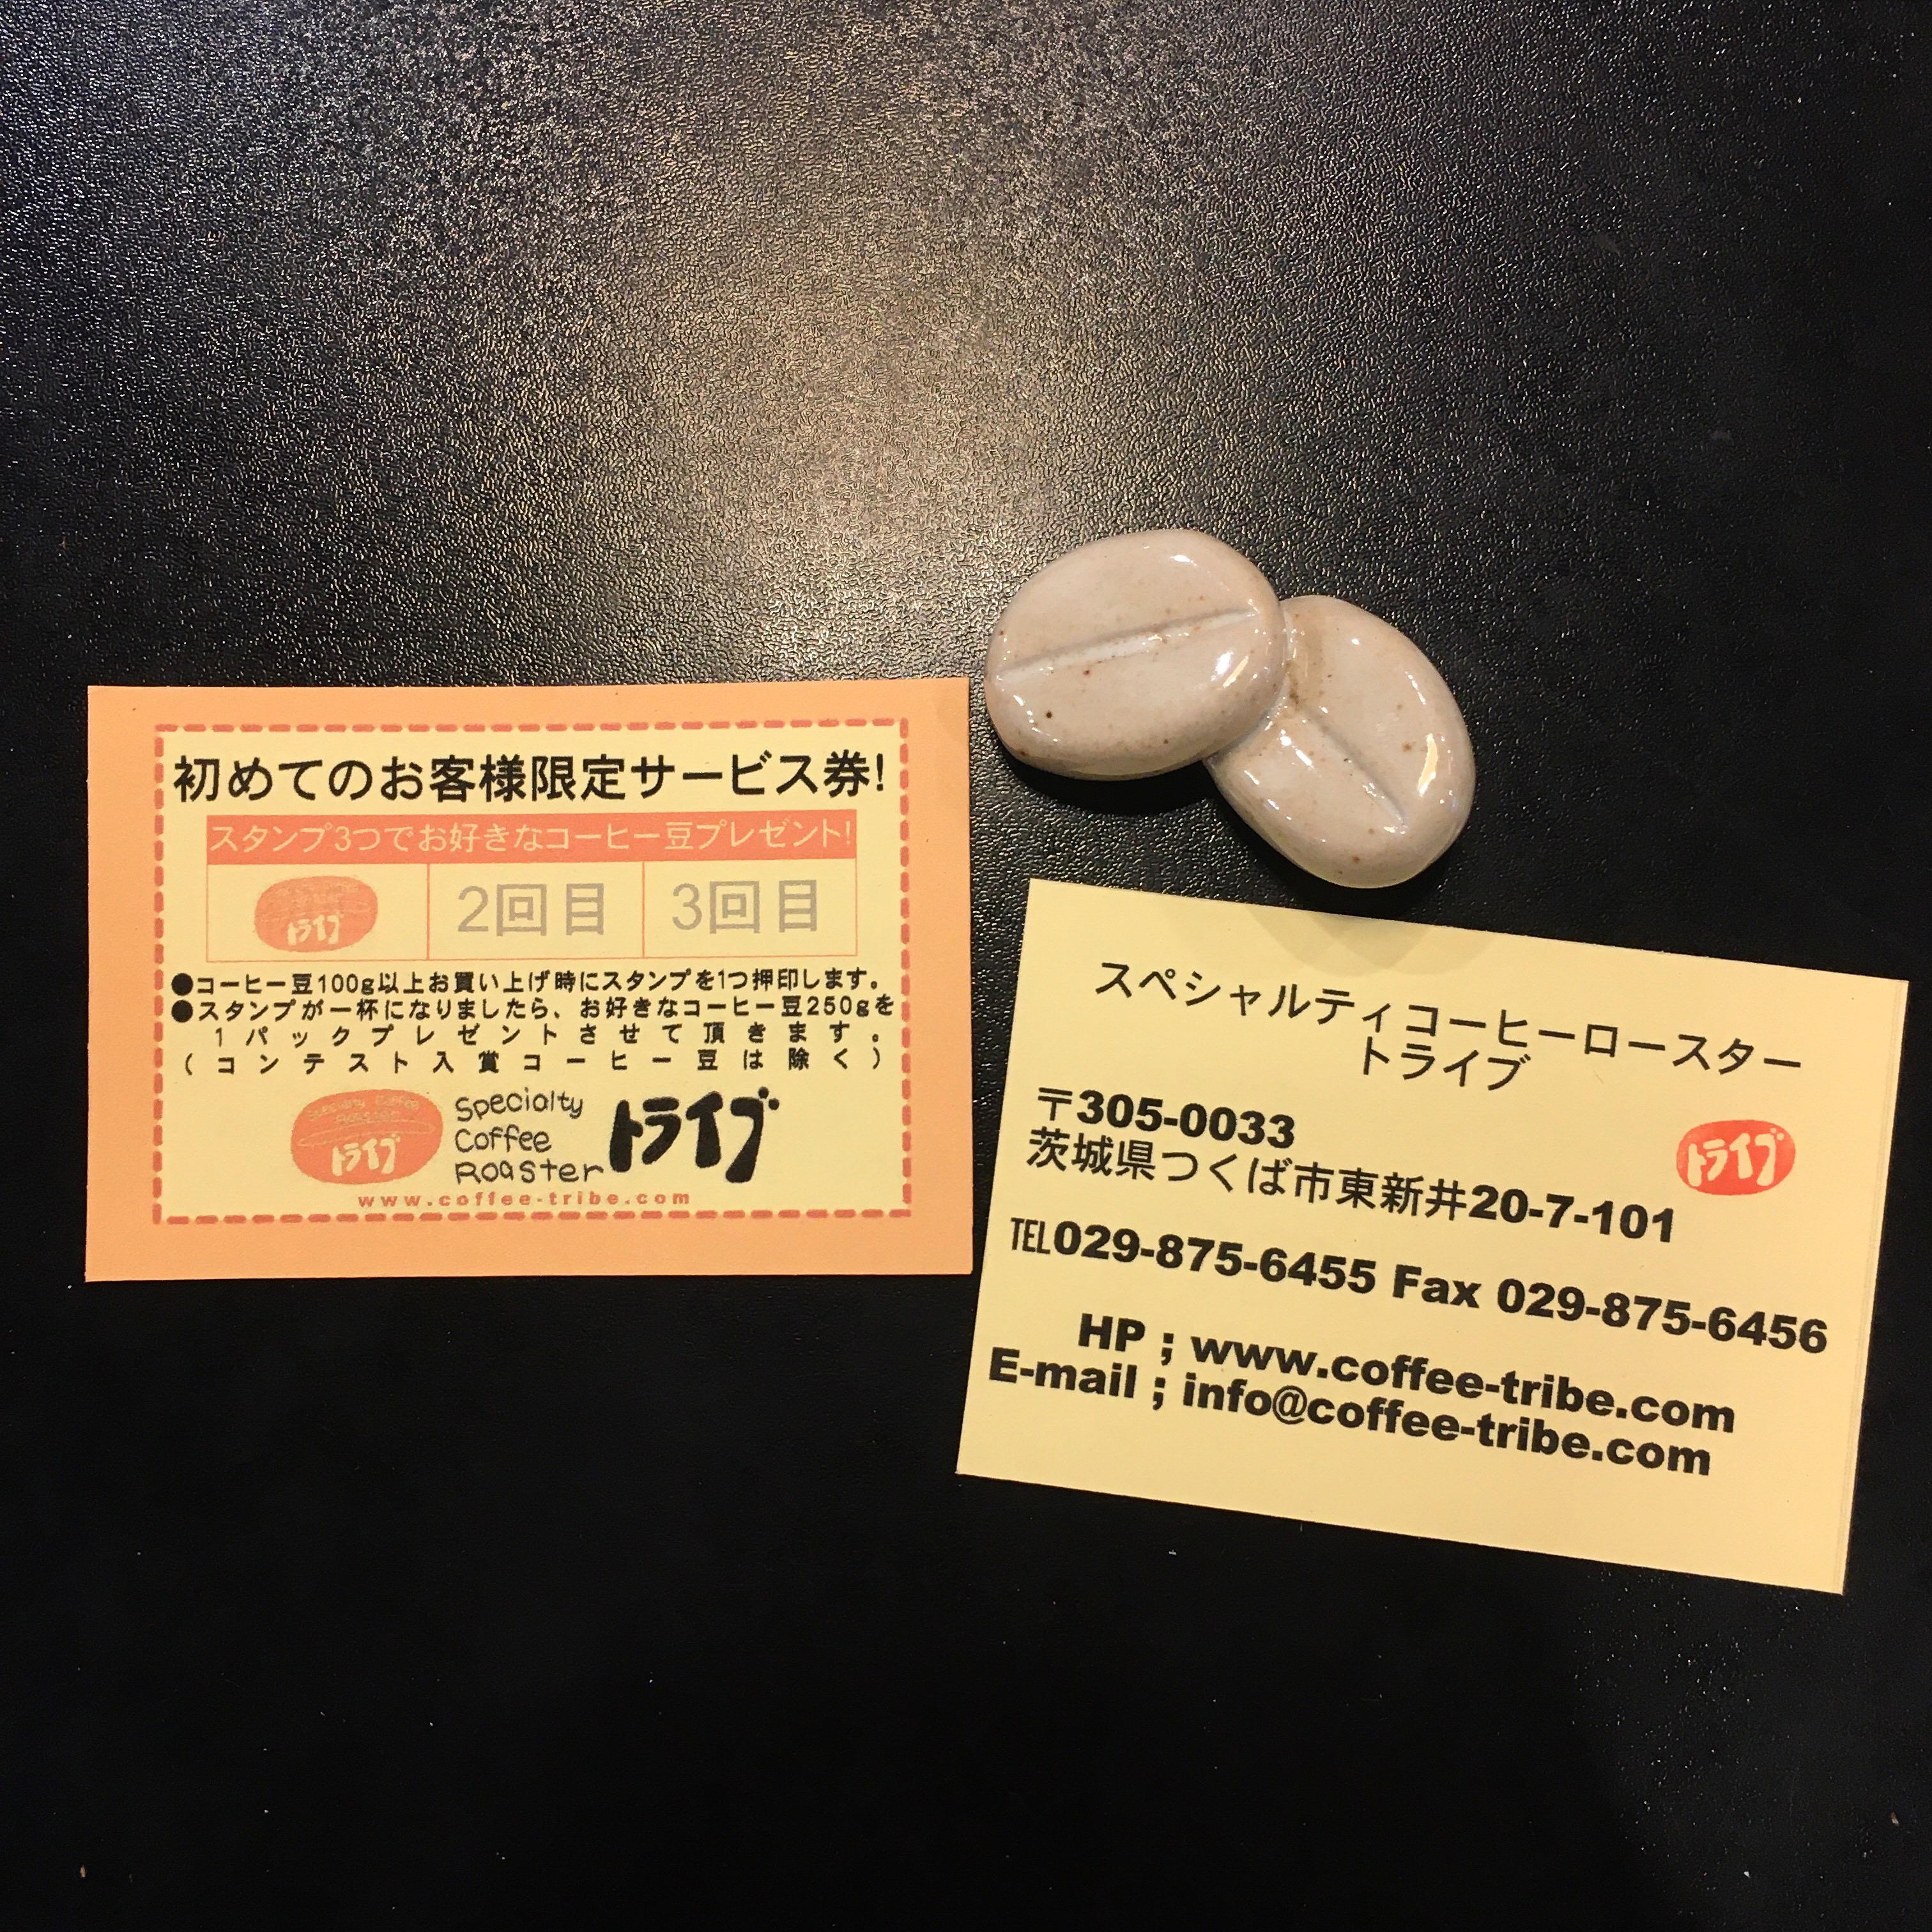 初めてのお客様限定サービス券!
スタンプ3つでお好きなコーヒー豆プレゼント!
トライブ
2回目
3回目
●コーヒー豆100g以上お買い上げ時にスタンプを1つ押印します。
●スタンプが一杯になりましたら、お好きなコーヒー豆250gを
1パックプレゼントさせて頂きます。
(コンテスト入賞コーヒー豆は除く)
Specialty Coffee
Roaster
トライブ
Specialty
Coffee
Roaster
トライブ
www.coffee-tribe.com
スペシャルティコーヒーロースター
トライブ
〒305-0033
茨城県つくば市東新井20-7-101
トライブ
TEL029-875-6455 Fax 029-875-6456
HP ; www.coffee-tribe.com
E-mail ; info@coffee-tribe.com